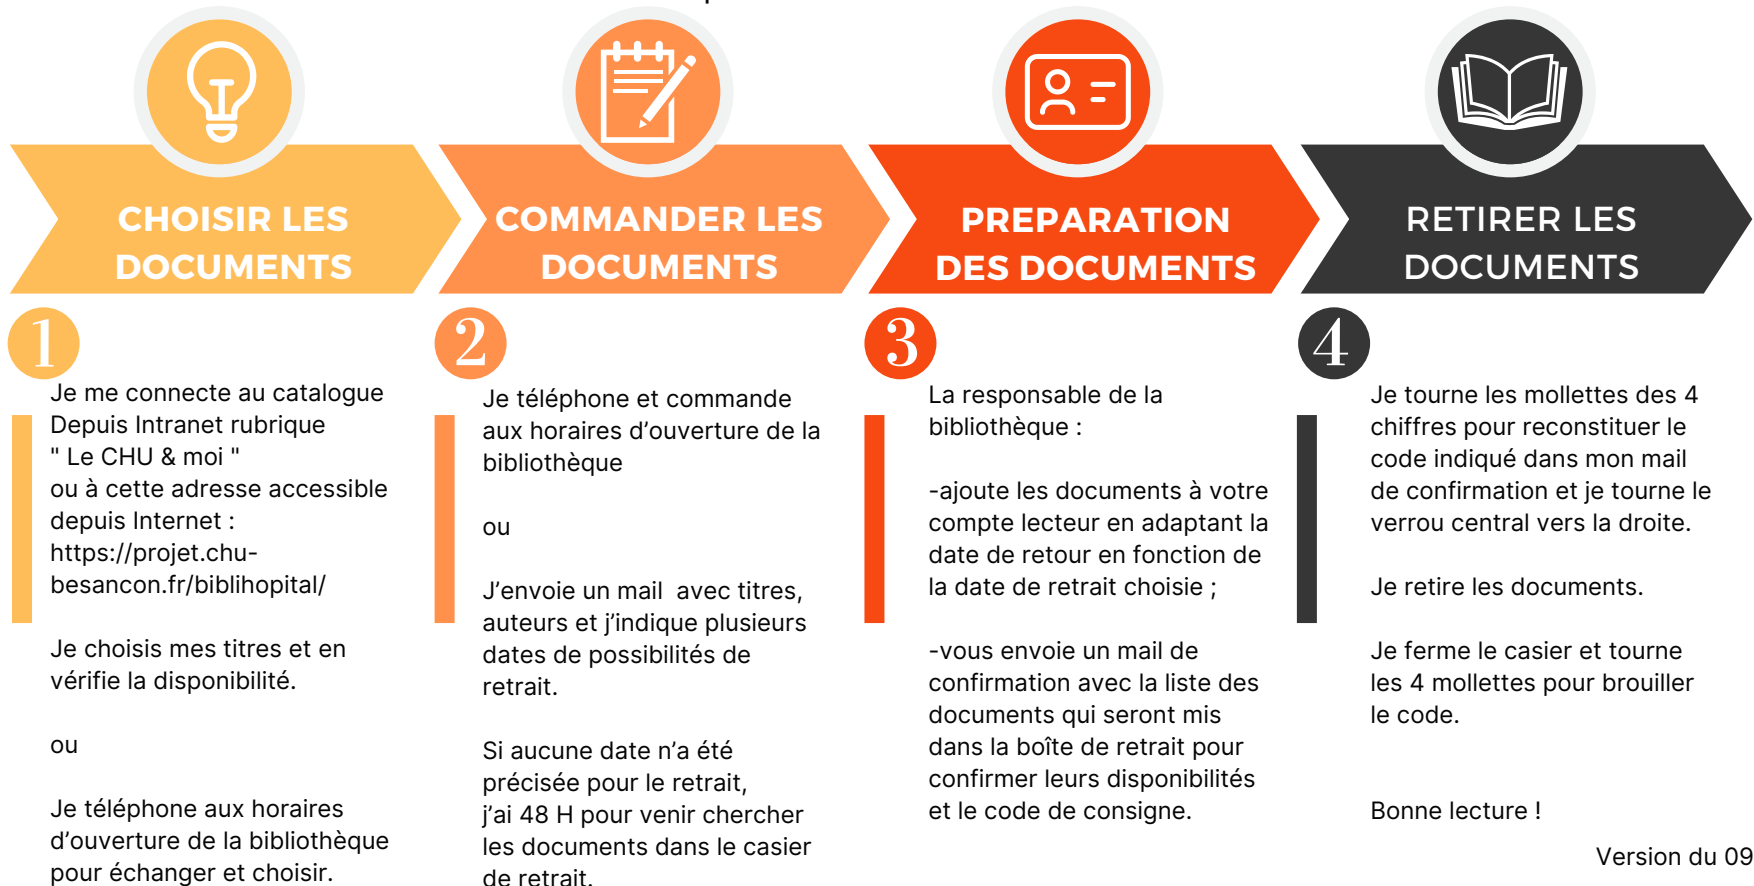 CHOISIR LES
DOCUMENTS
1
Je me connecte au catalogue
Depuis Intranet rubrique
" Le CHU & moi "
ou à cette adresse accessible
depuis Internet :
https://projet.chu-
besancon.fr/biblihopital/
Je choisis mes titres et en
vérifie la disponibilité.
ou
Je téléphone aux horaires
d'ouverture de la bibliothèque
pour échanger et choisir.
COMMANDER LES
DOCUMENTS
2
Je téléphone et commande
aux horaires d'ouverture de la
bibliothèque
ou
J'envoie un mail  avec titres,
auteurs et j'indique plusieurs
dates de possibilités de
retrait.
Si aucune date n'a été
précisée pour le retrait,
j'ai 48 H pour venir chercher
les documents dans le casier
de retrait.
PREPARATION
DES DOCUMENTS
3
La responsable de la
bibliothèque :
-ajoute les documents à votre
compte lecteur en adaptant la
date de retour en fonction de
la date de retrait choisie ;
-vous envoie un mail de
confirmation avec la liste des
documents qui seront mis
dans la boîte de retrait pour
confirmer leurs disponibilités
et le code de consigne.
RETIRER LES
DOCUMENTS
4
Je tourne les mollettes des 4
chiffres pour reconstituer le
code indiqué dans mon mail
de confirmation et je tourne le
verrou central vers la droite.
Je retire les documents.
Je ferme le casier et tourne
les 4 mollettes pour brouiller
le code.
Bonne lecture !
Version du 09